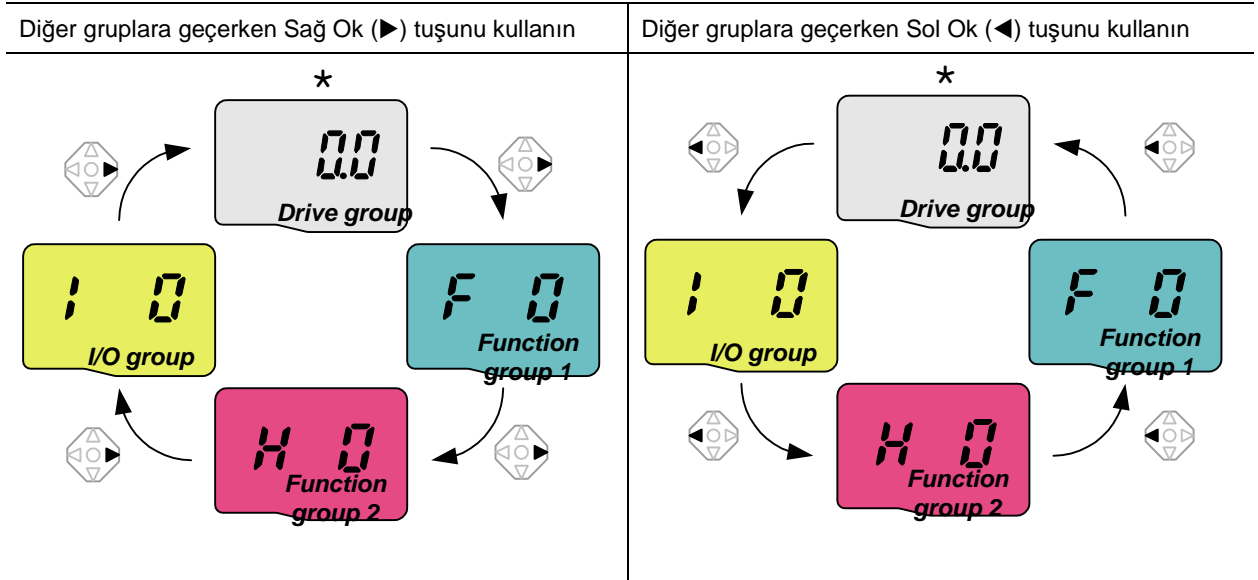 Diğer gruplara geçerken Sağ Ok (▶) tuşunu kullanın
*
0.0
Drive group
I 0
I/O group
F 0
Function
group 1
H 0
Function
group 2
Diğer gruplara geçerken Sol Ok (◀) tuşunu kullanın
*
0.0
Drive group
I 0
I/O group
F 0
Function
group 1
H 0
Function
group 2